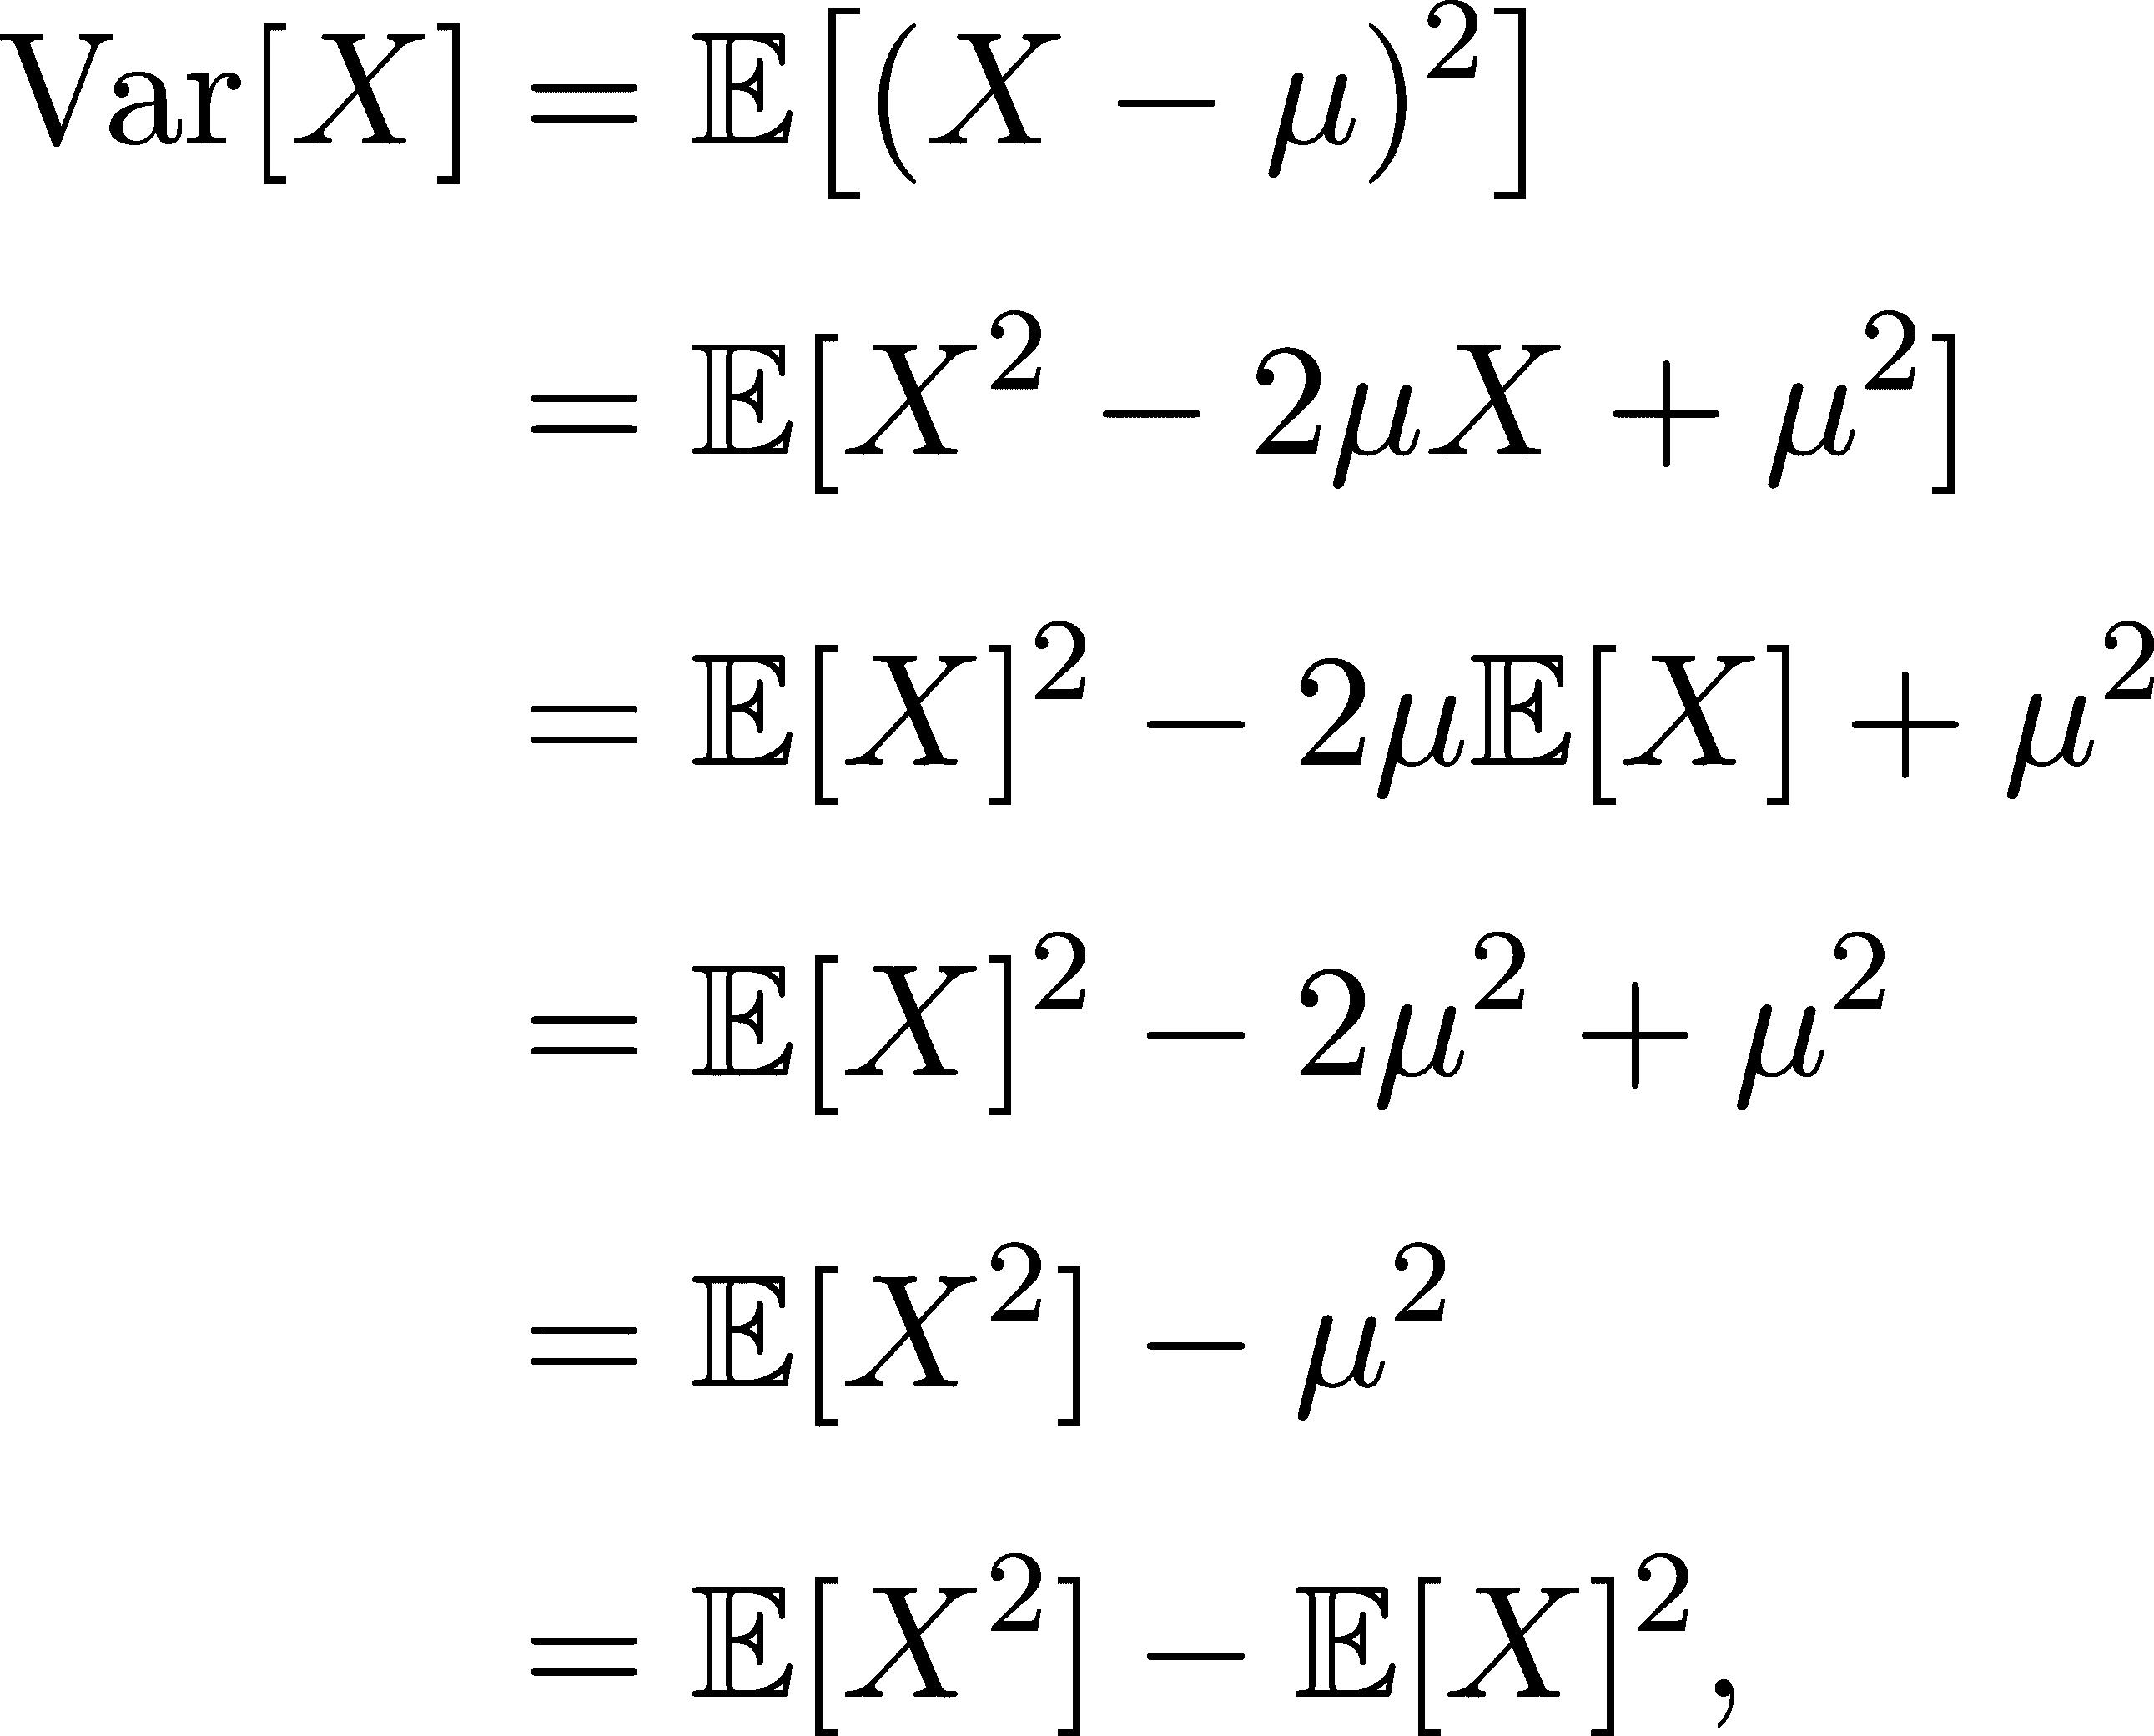 Var[X] = 𝔼[(X − μ)²]
= 𝔼[X² − 2μX + μ²]
= 𝔼[X]² − 2μ𝔼[X] + μ²
= 𝔼[X]² − 2μ² + μ²
= 𝔼[X²] − μ²
= 𝔼[X²] − 𝔼[X]²,